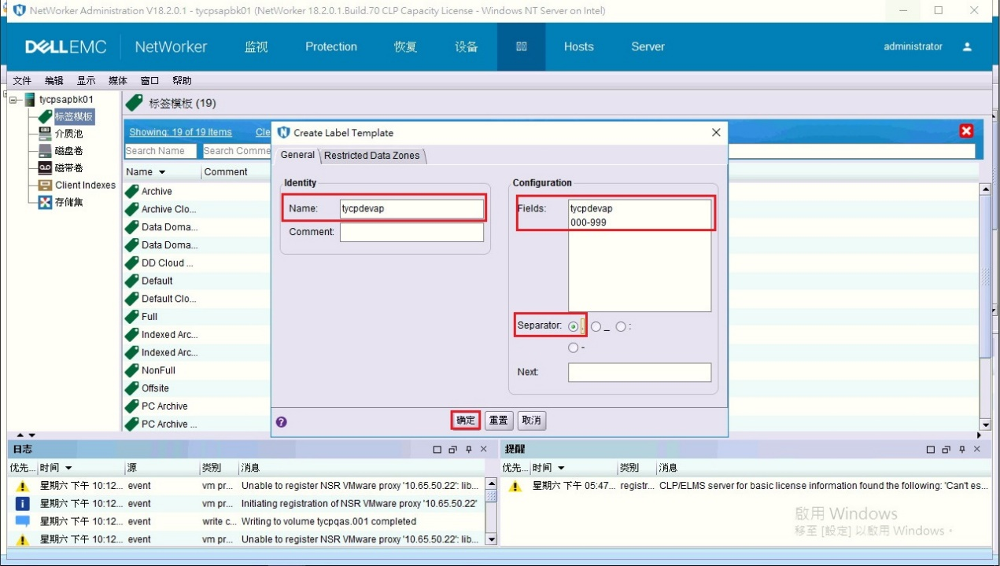 NetWorker Administration V18.2.0.1 - tycpsapbk01 (NetWorker 18.2.0.1.Build.70 CLP Capacity License - Windows NT Server on Intel)
DELLEMC NetWorker 监视 Protection 恢复 设备 Hosts Server administrator
文件 编辑 显示 媒体 窗口 帮助
tycpsapbk01
标签模板
介质池
磁盘卷
磁带卷
Client Indexes
存储集
标签模板 (19)
Showing: 19 of 19 Items Cle
Search Name Search Comme
Name Comment
Archive
Archive Clo...
Data Doma...
Data Doma...
DD Cloud ...
Default
Default Clo...
Full
Indexed Arc...
Indexed Arc...
NonFull
Offsite
PC Archive
PC Archive ...
Create Label Template
General Restricted Data Zones
Identity
Name: tycpdevap
Comment:
Configuration
Fields: tycpdevap
000-999
Separator: . _ :
-
Next:
确定 重置 取消
日志
优先... 时间 源 类别 消息
星期六 下午 10:12... event vm pr... Unable to register NSR VMware proxy '10.65.50.22': lib...
星期六 下午 10:12... event vm pr... Initiating registration of NSR VMware proxy '10.65.50.22'
星期六 下午 10:12... event write c... Writing to volume tycpqas.001 completed
星期六 下午 10:12... event vm pr... Unable to register NSR VMware proxy '10.65.50.22': lib...
提醒
优先... 时间 类别 消息
星期六 下午 05:47... registr... CLP/ELMS server for basic license information found the following: 'Can't es...
啟用 Windows
移至 [設定] 以啟用 Windows。